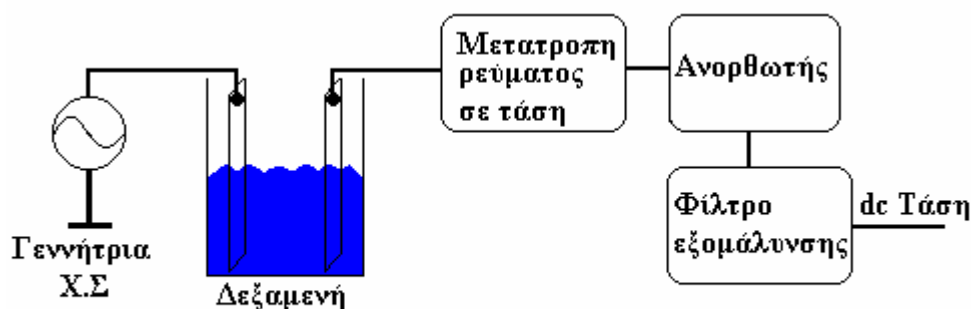 Γεννήτρια
Χ.Σ
Δεξαμενή
Μετατροπη
ρεύματος
σε τάση
Ανορθωτής
Φίλτρο
εξομάλυνσης
dc Τάση